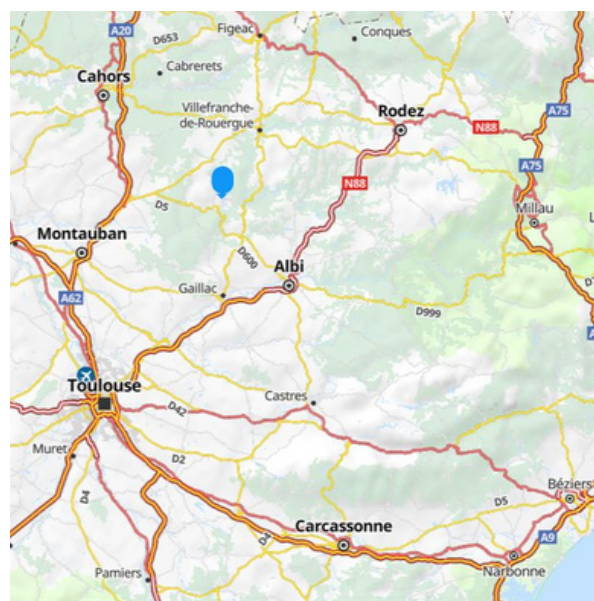 A20
D653
Figeac
Conques
Cahors
Cabrerets
A75
Villefranche-
de-Rouergue
Rodez
N88
A75
N88
D5
Millau
Montauban
D600
Albi
A62
Gaillac
D999
Toulouse
Castres
D42
Muret
D2
D4
Béziers
D5
Carcassonne
D4
A9
Narbonne
Pamiers